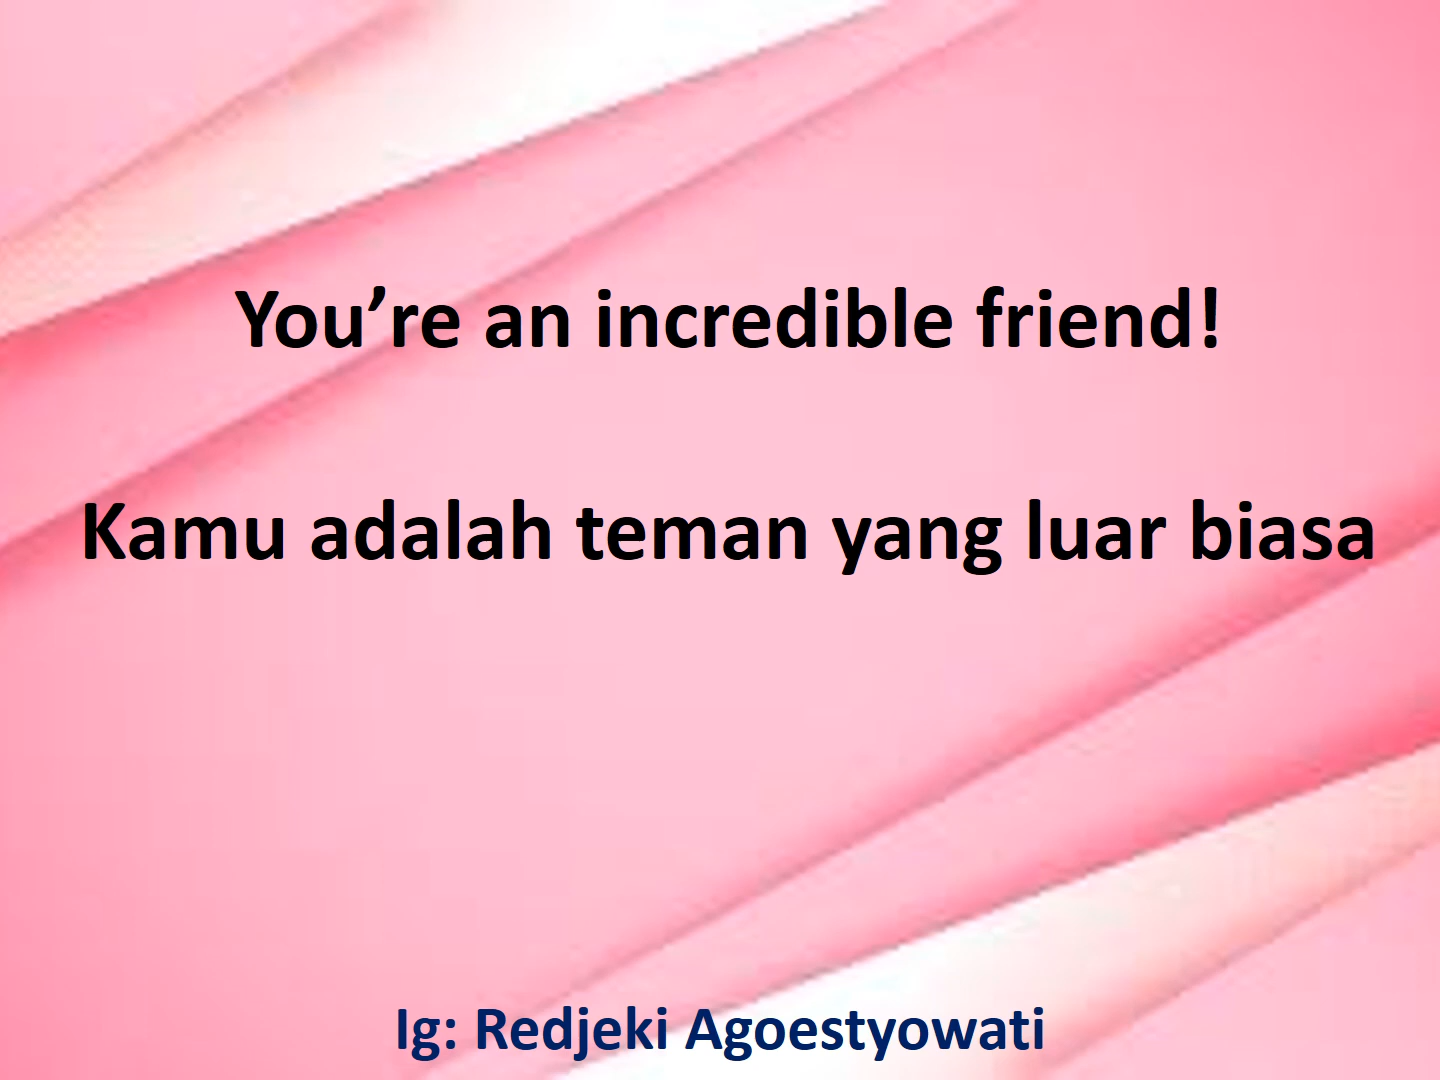 You’re an incredible friend!
Kamu adalah teman yang luar biasa
Ig: Redjeki Agoestyowati